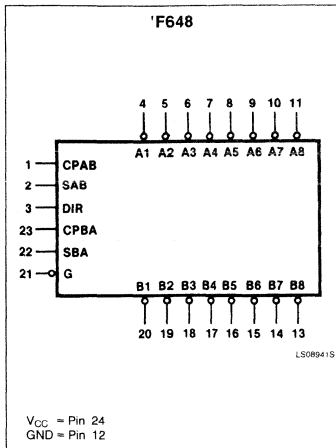 'F648
4 5 6 7 8 9 10 11
A1 A2 A3 A4 A5 A6 A7 A8
1 CPAB
2 SAB
3 DIR
23 CPBA
22 SBA
21 G
B1 B2 B3 B4 B5 B6 B7 B8
20 19 18 17 16 15 14 13
LS08941S
VCC = Pin 24
GND = Pin 12